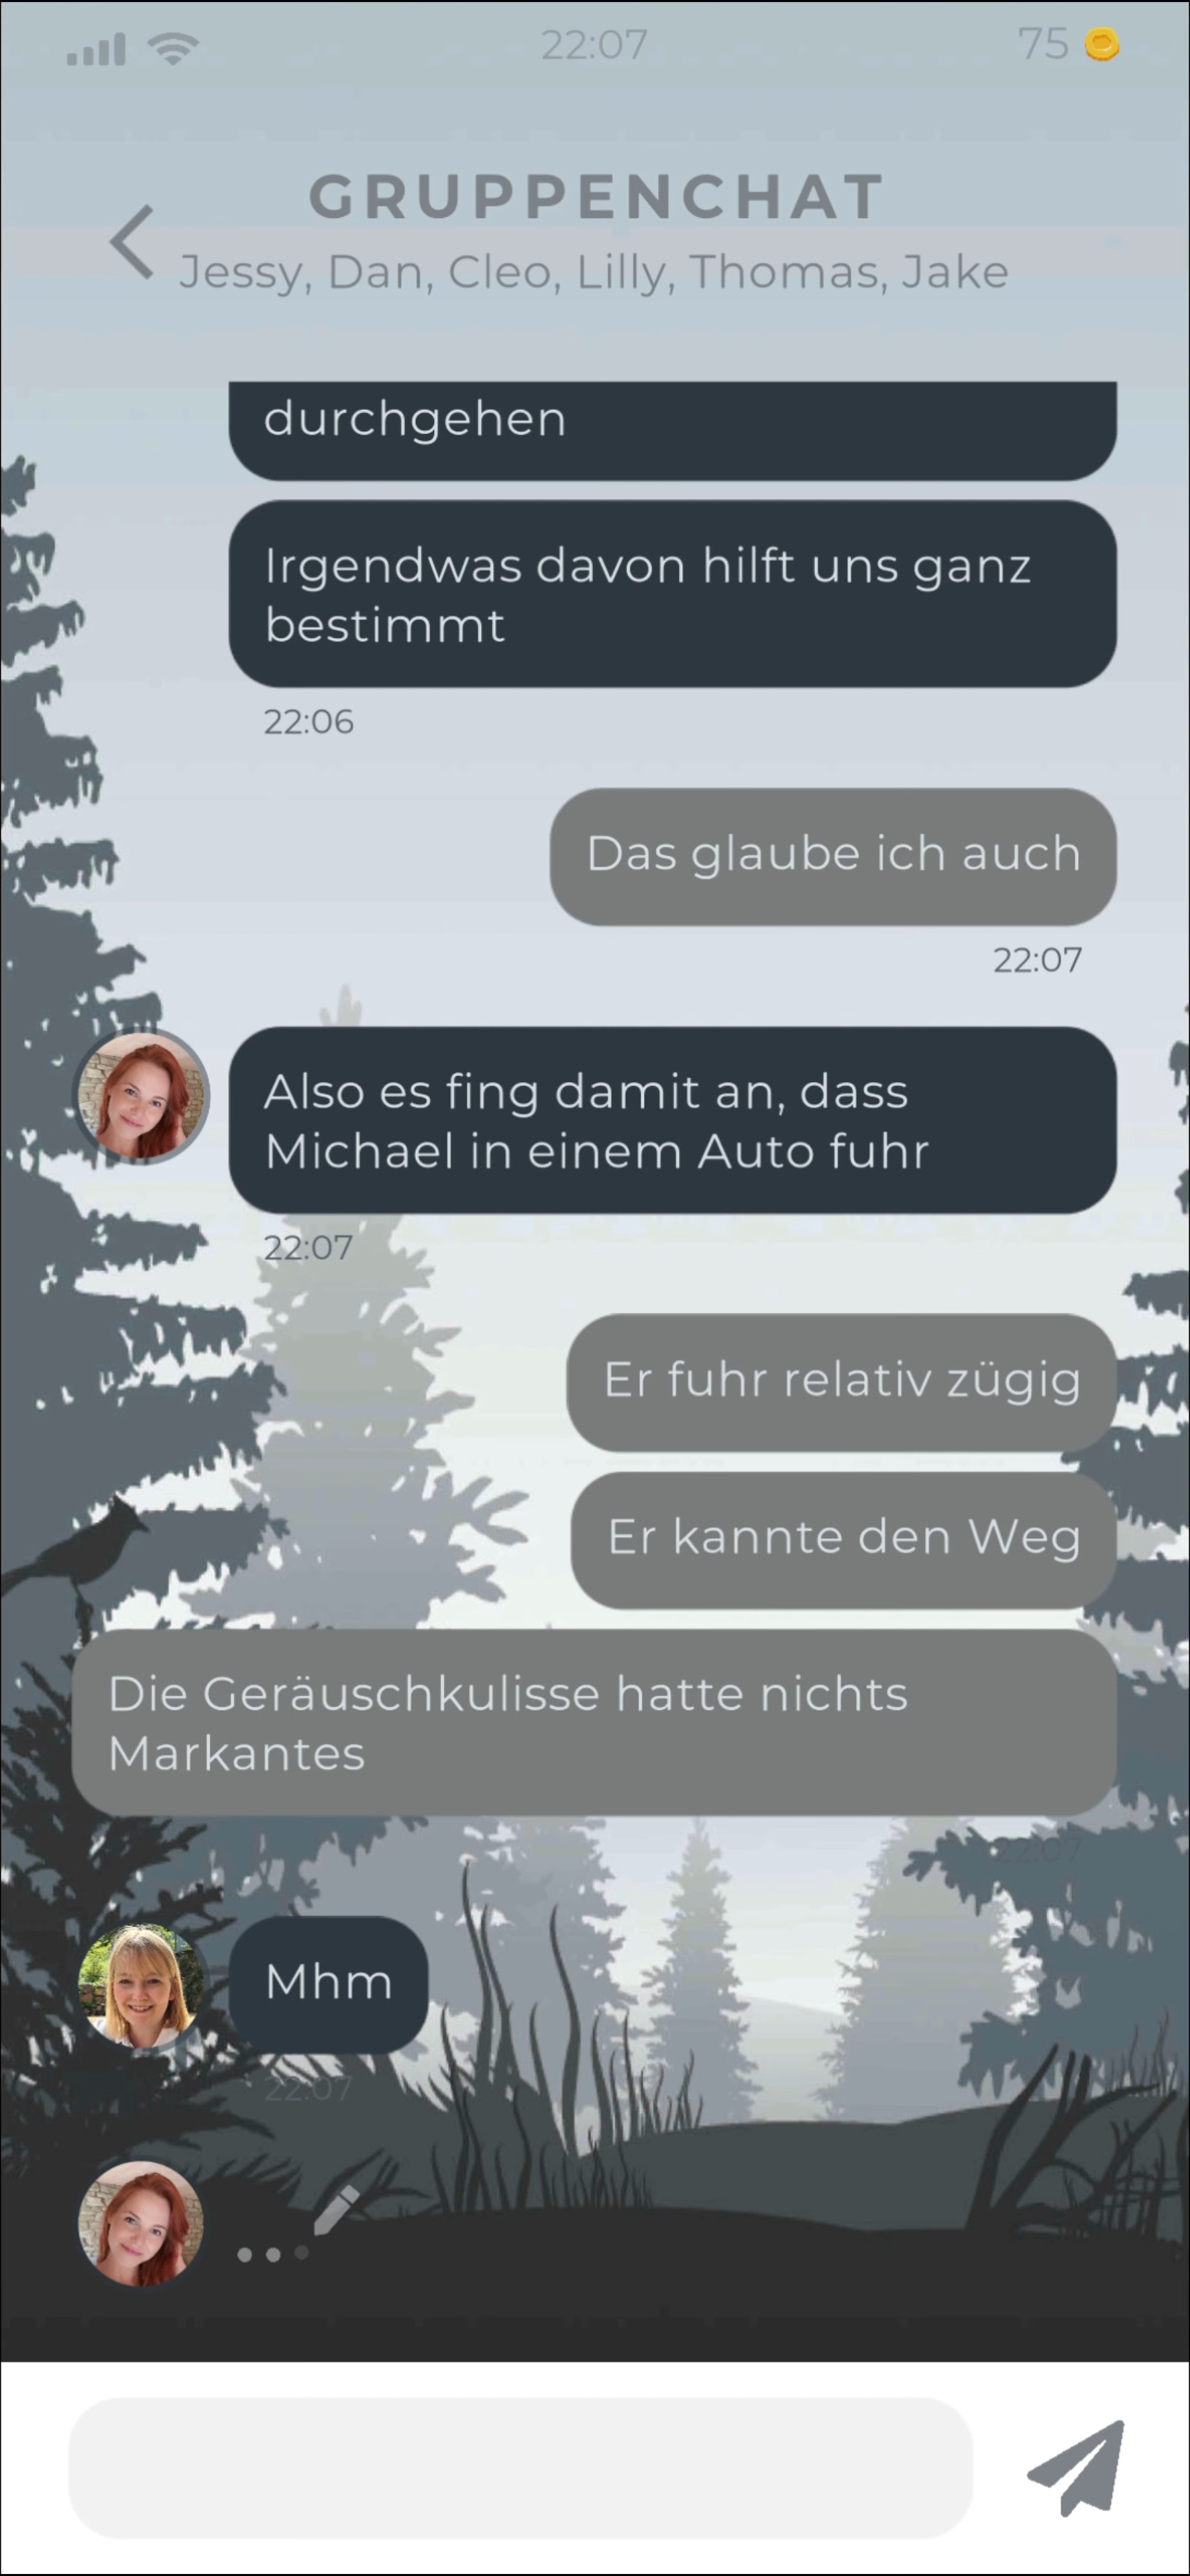 22:07
75
GRUPPENCHAT
Jessy, Dan, Cleo, Lilly, Thomas, Jake
durchgehen
Irgendwas davon hilft uns ganz
bestimmt
22:06
Das glaube ich auch
22:07
Also es fing damit an, dass
Michael in einem Auto fuhr
22:07
Er fuhr relativ zügig
Er kannte den Weg
Die Geräuschkulisse hatte nichts
Markantes
22:07
Mhm
22:07